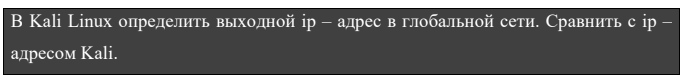 В Kali Linux определить выходной ip – адрес в глобальной сети. Сравнить с ip –
адресом Kali.